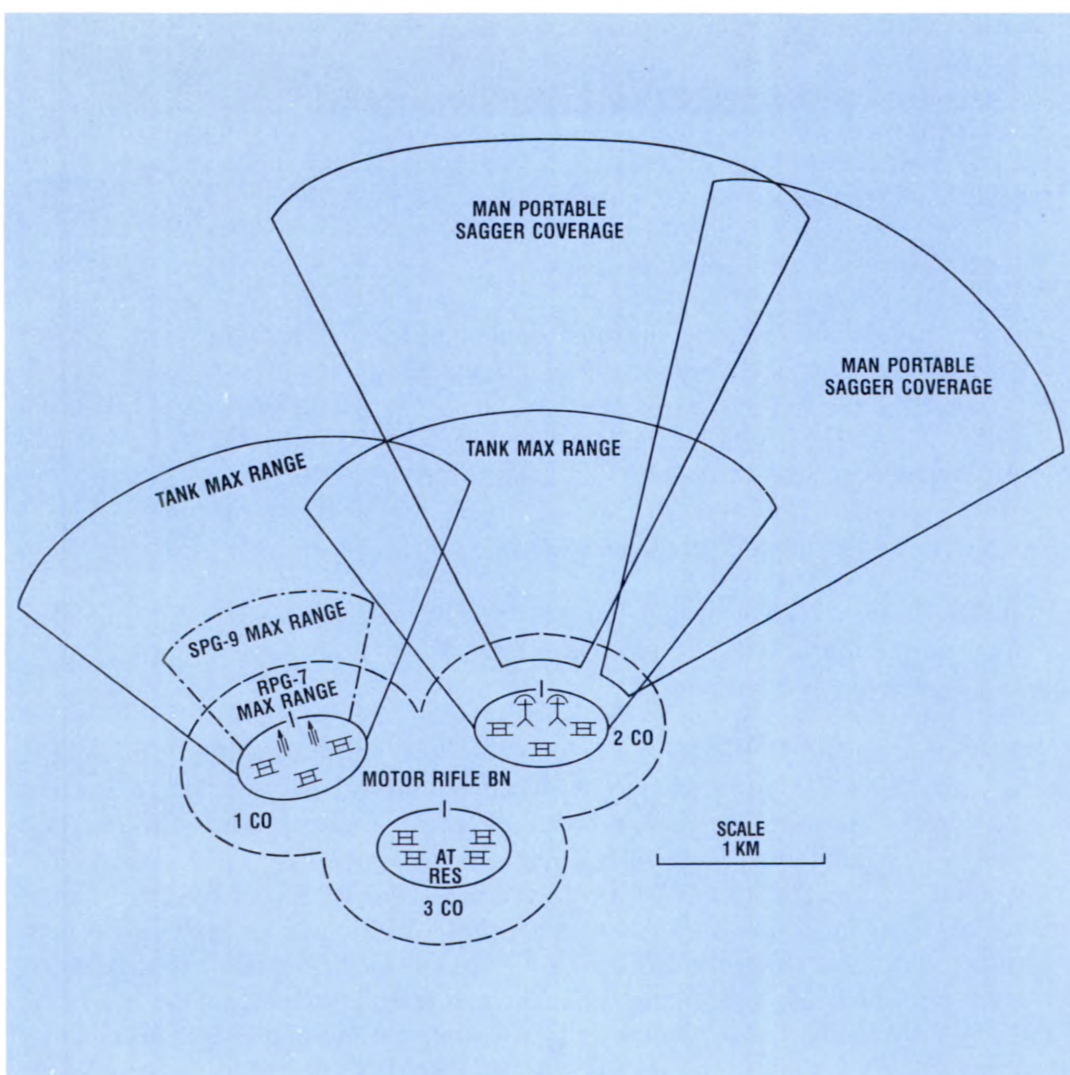 MAN PORTABLE
SAGGER COVERAGE
MAN PORTABLE
SAGGER COVERAGE
TANK MAX RANGE
TANK MAX RANGE
SPG-9 MAX RANGE
RPG-7
MAX RANGE
2 CO
MOTOR RIFLE BN
1 CO
SCALE
1 KM
AT
RES
3 CO